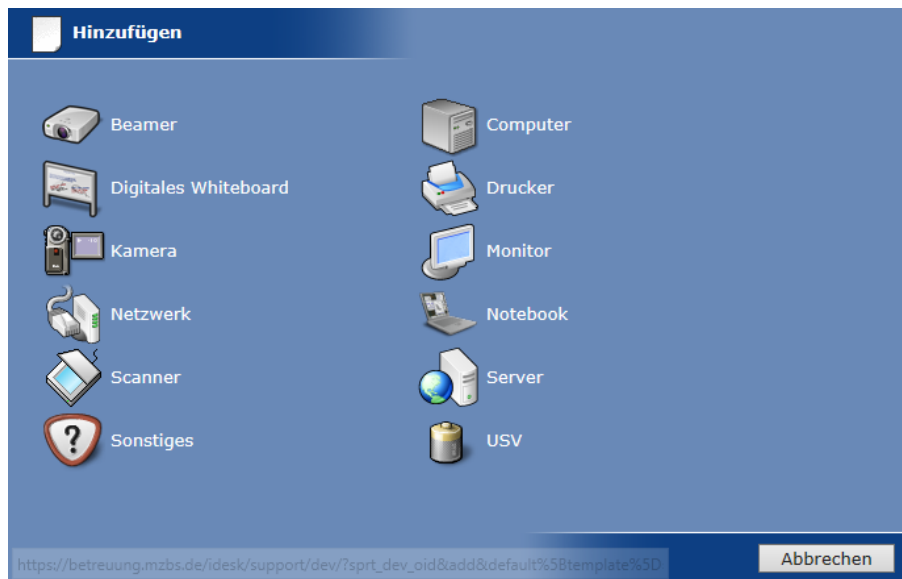 Hinzufügen
Beamer
Computer
Digitales Whiteboard
Drucker
Kamera
Monitor
Netzwerk
Notebook
Scanner
Server
Sonstiges
?
USV
https://betreuung.mzbs.de/idesk/support/dev/?sprt_dev_oid&add&default%5Btemplate%5D
Abbrechen